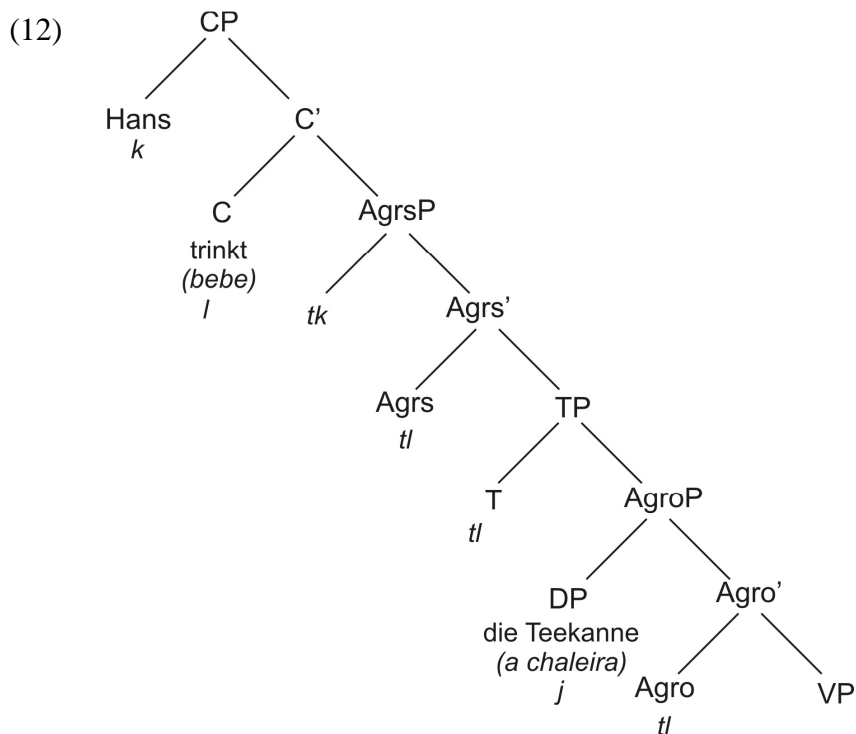 (12)
CP
Hans
k
C’
C
trinkt
(bebe)
l
AgrsP
tk
Agrs’
Agrs
tl
TP
T
tl
AgroP
DP
die Teekanne
(a chaleira)
j
Agro’
Agro
tl
VP